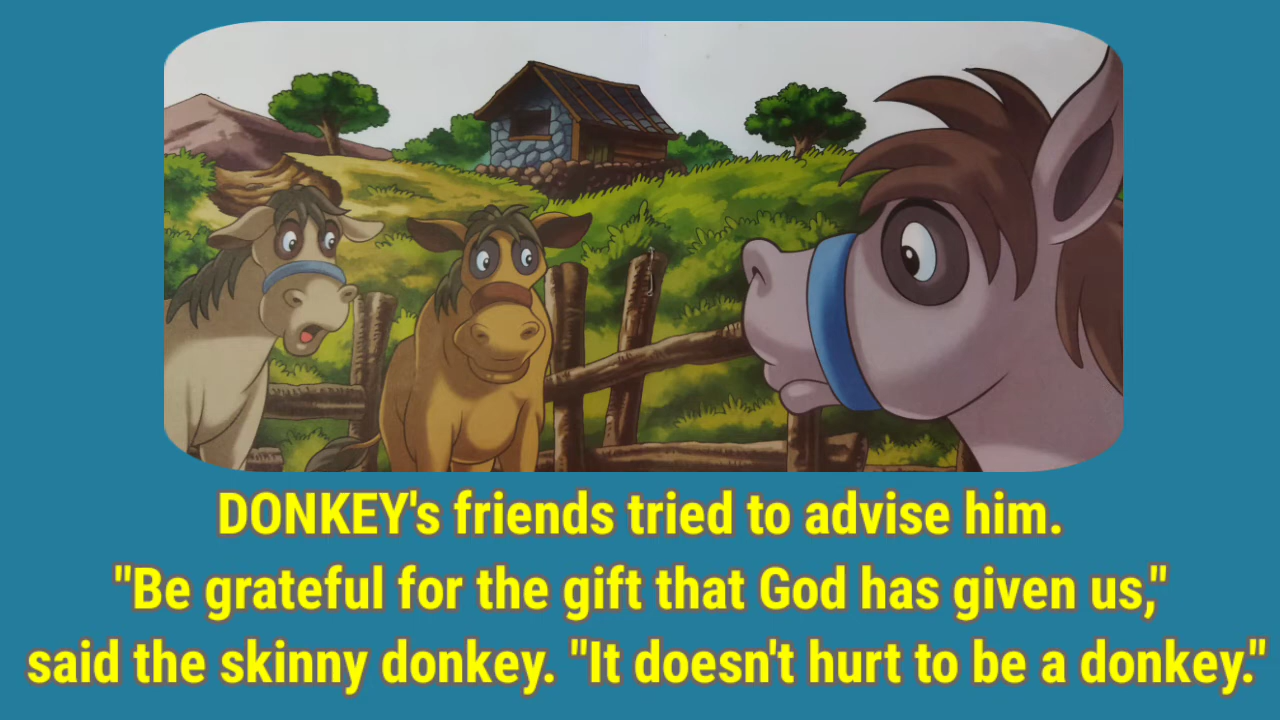 DONKEY's friends tried to advise him.
"Be grateful for the gift that God has given us,"
said the skinny donkey. "It doesn't hurt to be a donkey."